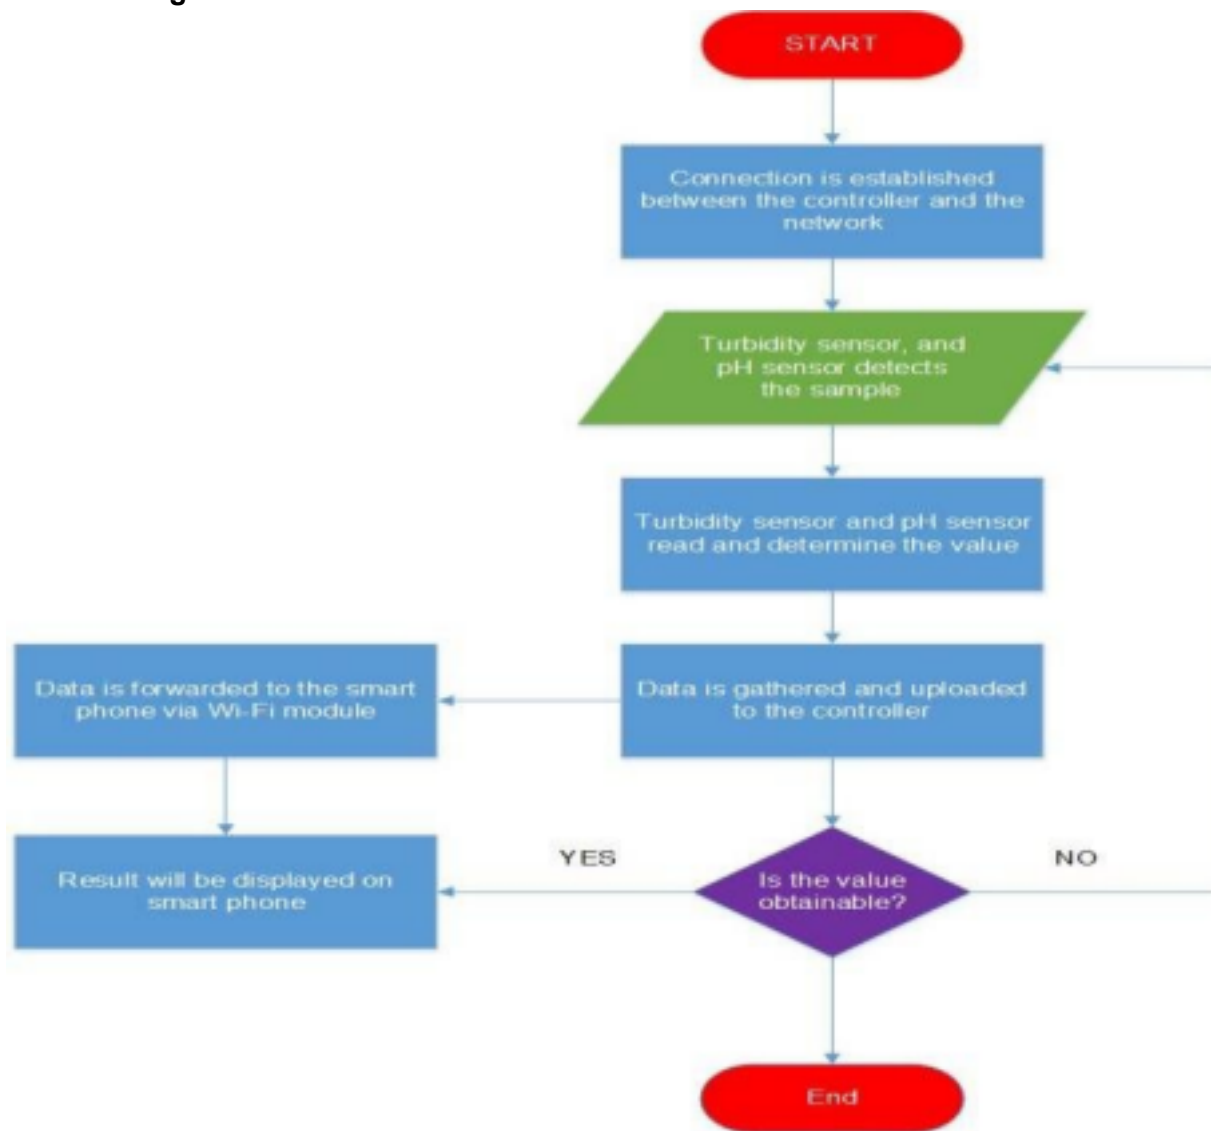 START
Connection is established
between the controller and the
network
Turbidity sensor, and
pH sensor detects
the sample
Turbidity sensor and pH sensor
read and determine the value
Data is forwarded to the smart
phone via Wi-Fi module
Data is gathered and uploaded
to the controller
YES
NO
Result will be displayed on
smart phone
Is the value
obtainable?
End